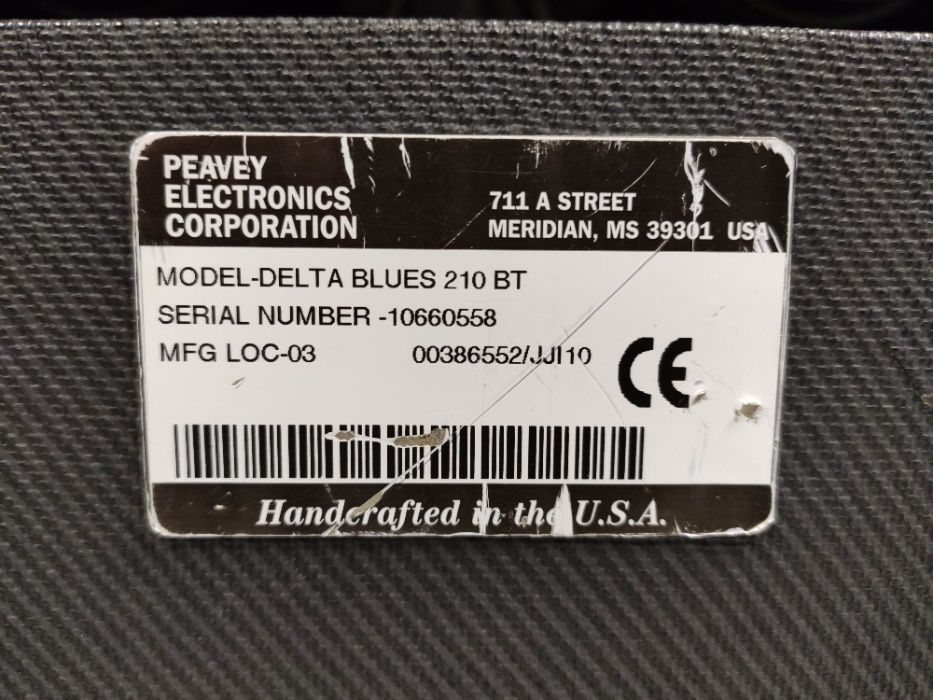 PEAVEY
ELECTRONICS
CORPORATION
711 A STREET
MERIDIAN, MS 39301 USA
MODEL-DELTA BLUES 210 BT
SERIAL NUMBER -10660558
MFG LOC-03 00386552/JJI10
CE
Handcrafted in the U.S.A.